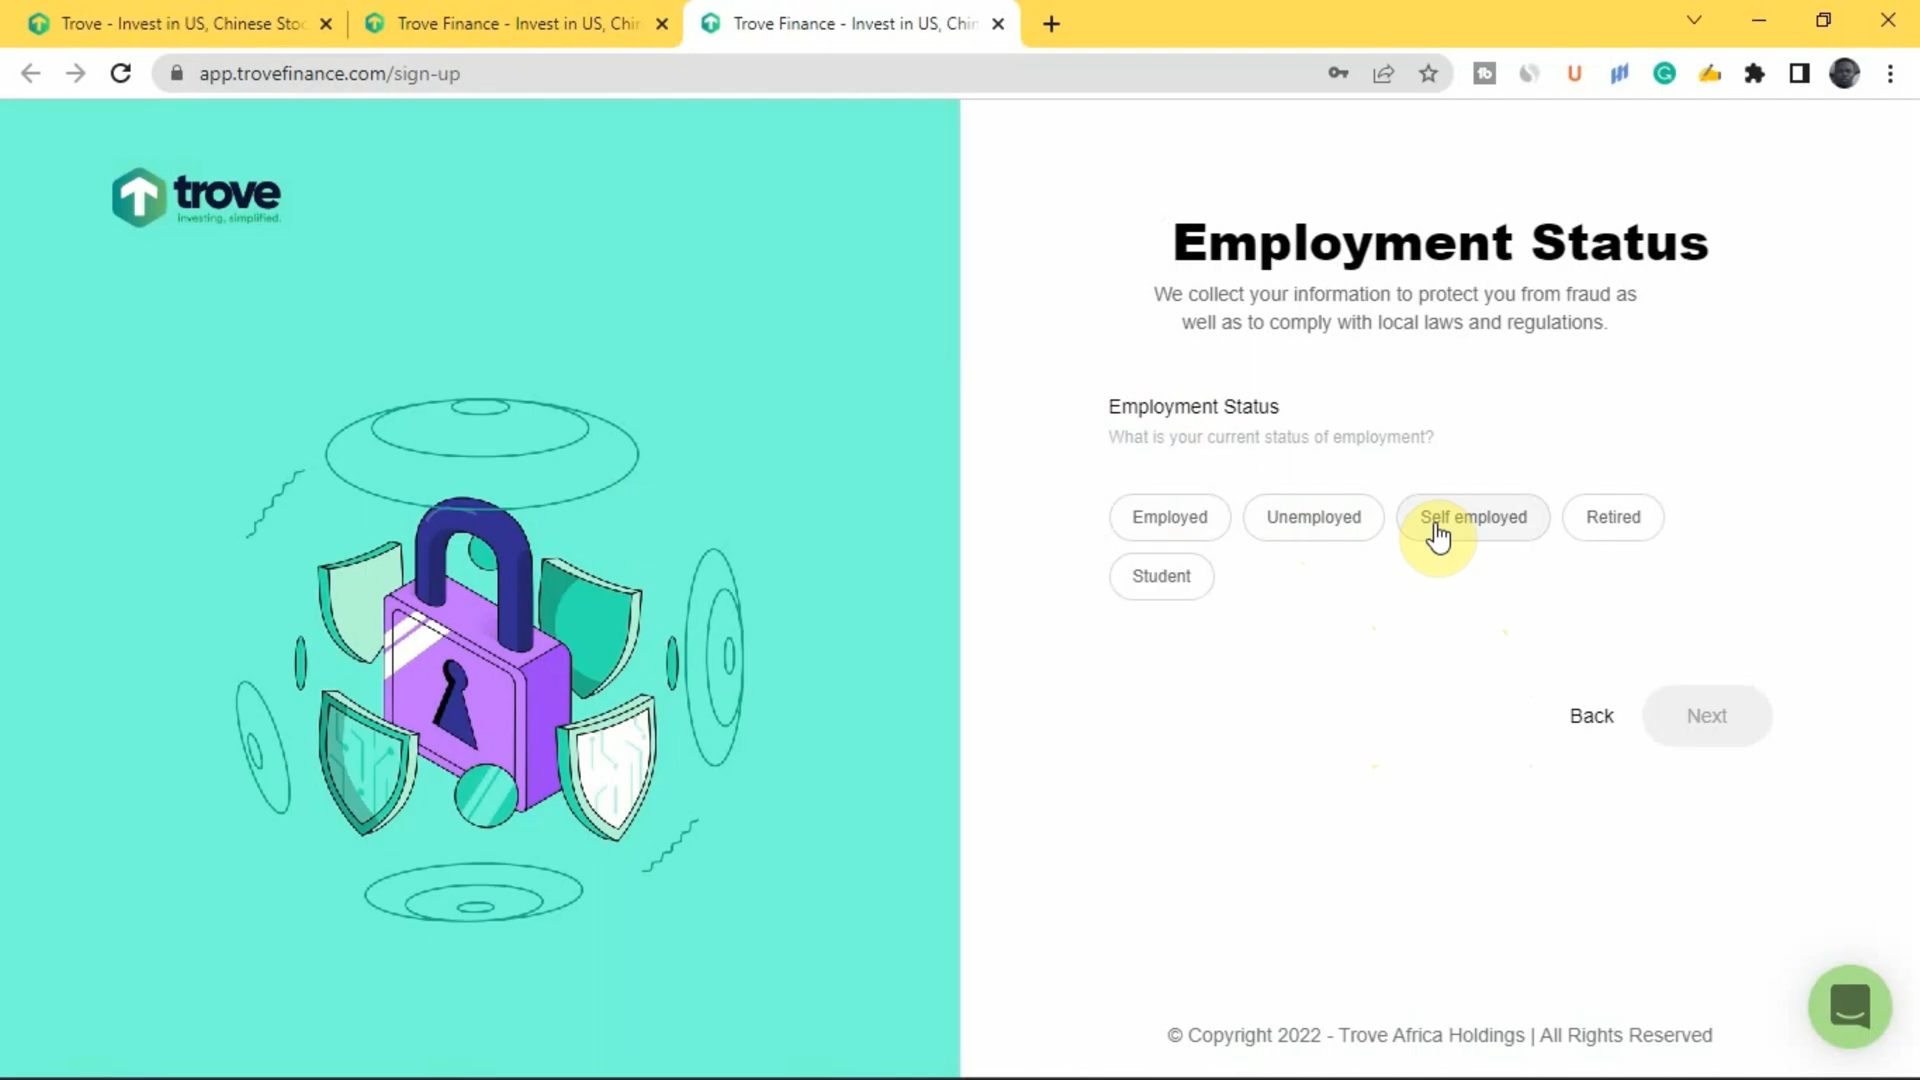 Trove - Invest in US, Chinese Stoc
Trove Finance - Invest in US, Chi
Trove Finance - Invest in US, Chin
app.trovefinance.com/sign-up
trove
investing, simplified.
Employment Status
We collect your information to protect you from fraud as
well as to comply with local laws and regulations.
Employment Status
What is your current status of employment?
Employed Unemployed Self employed Retired
Student
Back Next
© Copyright 2022 - Trove Africa Holdings | All Rights Reserved